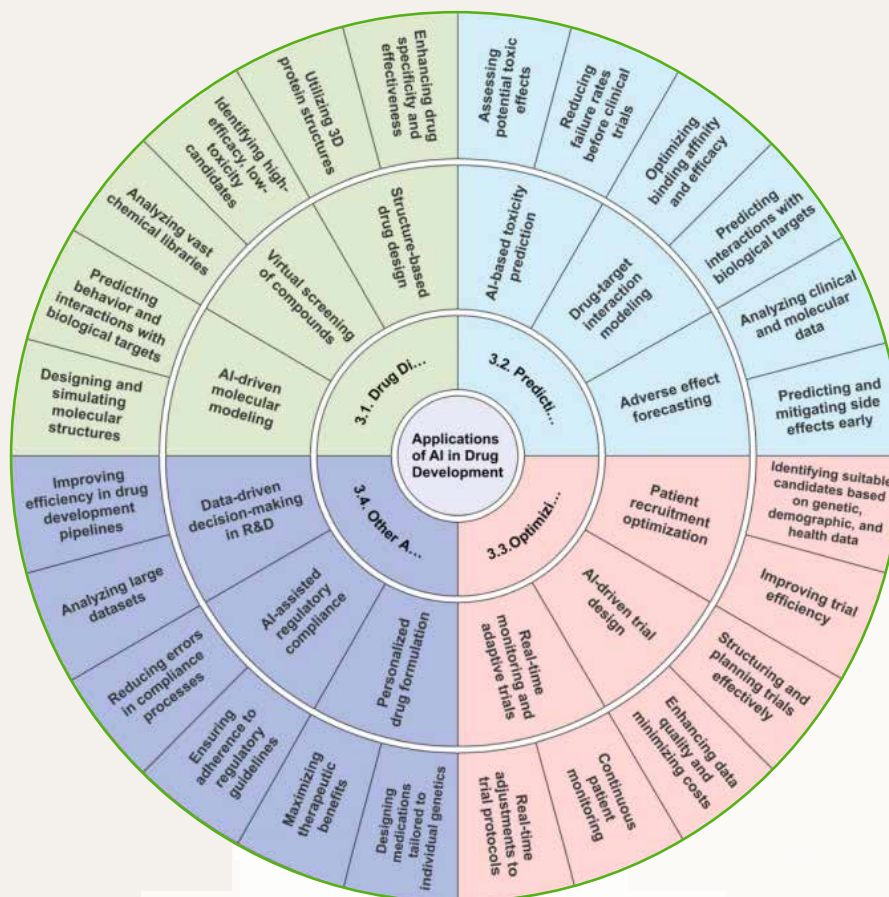 Applications
of AI in Drug
Development
3.1. Drug Di...
3.2. Predicti...
3.3.Optimizi...
3.4. Other A...
Structure-based
drug design
Virtual screening
of compounds
AI-driven
molecular
modeling
Enhancing drug
specificity and
effectiveness
Utilizing 3D
protein structures
Identifying high-
efficacy, low-
toxicity
candidates
Analyzing vast
chemical libraries
Predicting
behavior and
interactions with
biological targets
Designing and
simulating
molecular
structures
AI-based toxicity
prediction
Drug-target
interaction
modeling
Adverse effect
forecasting
Assessing
potential toxic
effects
Reducing
failure rates
before clinical
trials
Optimizing
binding affinity
and efficacy
Predicting
interactions with
biological targets
Analyzing clinical
and molecular
data
Predicting and
mitigating side
effects early
Patient
recruitment
optimization
AI-driven trial
design
Real-time
monitoring and
adaptive trials
Identifying suitable
candidates based
on genetic,
demographic, and
health data
Improving trial
efficiency
Structuring and
planning trials
effectively
Enhancing data
quality and
minimizing costs
Continuous
patient
monitoring
Real-time
adjustments to
trial protocols
Data-driven
decision-making
in R&D
AI-assisted
regulatory
compliance
Personalized
drug formulation
Improving
efficiency in drug
development
pipelines
Analyzing large
datasets
Reducing errors
in compliance
processes
Ensuring
adherence to
regulatory
guidelines
Maximizing
therapeutic
benefits
Designing
medications
tailored to
individual genetics